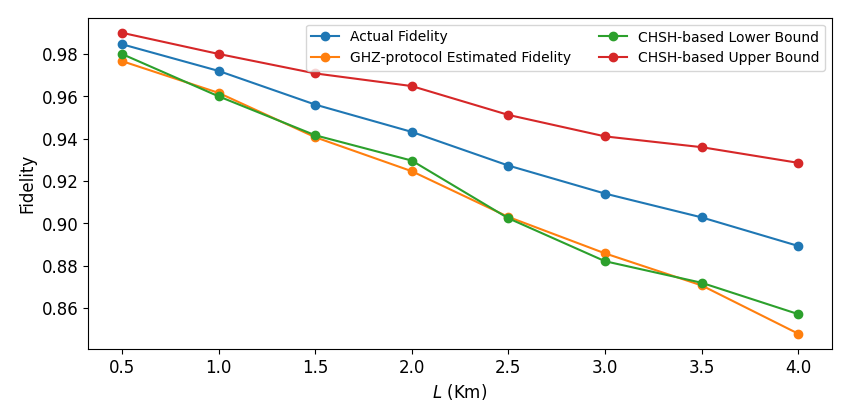 Actual Fidelity
GHZ-protocol Estimated Fidelity
CHSH-based Lower Bound
CHSH-based Upper Bound
Fidelity
0.98
0.96
0.94
0.92
0.90
0.88
0.86
0.5 1.0 1.5 2.0 2.5 3.0 3.5 4.0
L (Km)